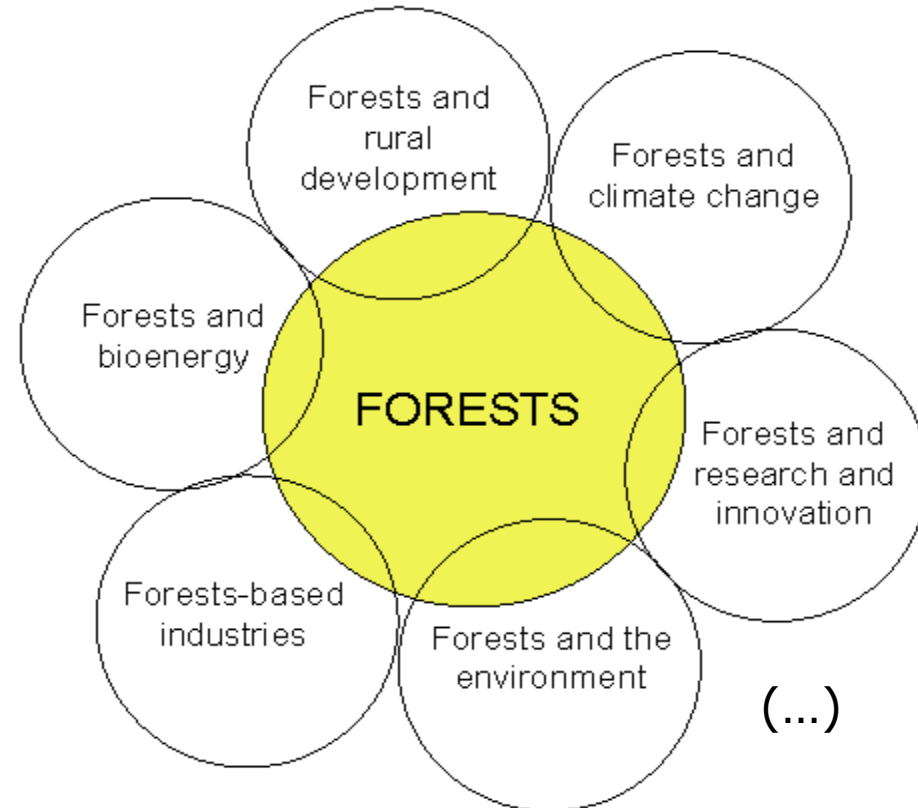 Forests and
rural
development
Forests and
climate change
Forests and
bioenergy
FORESTS
Forests and
research and
innovation
Forests-based
industries
Forests and the
environment
(...)